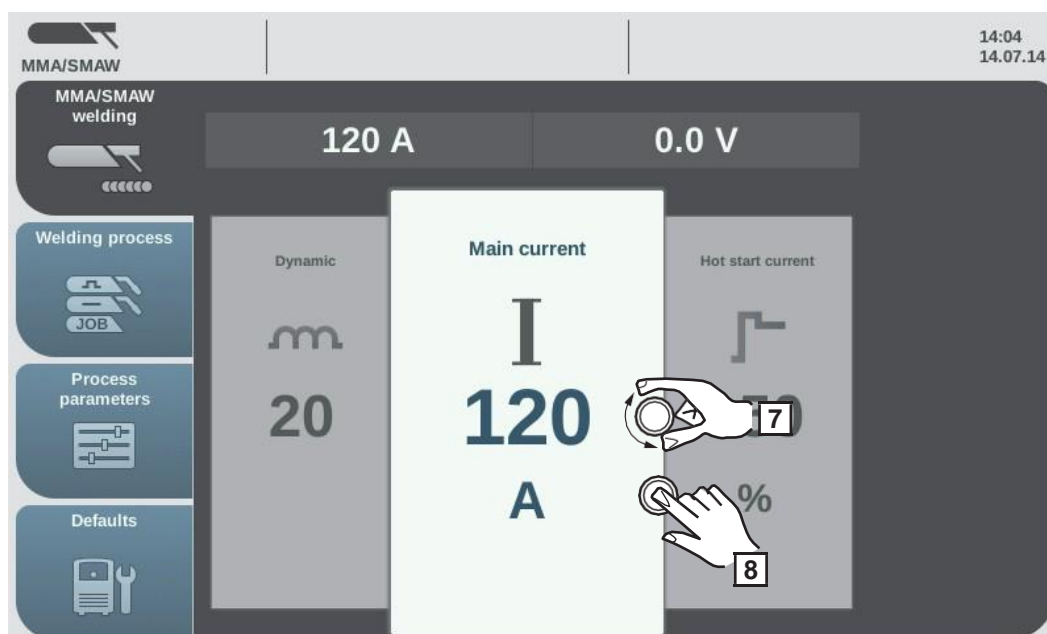 MMA/SMAW
14:04
14.07.14
MMA/SMAW
welding
120 A
0.0 V
Welding process
JOB
Process
parameters
Defaults
Dynamic
20
Main current
I
120
A
Hot start current
%
7
8